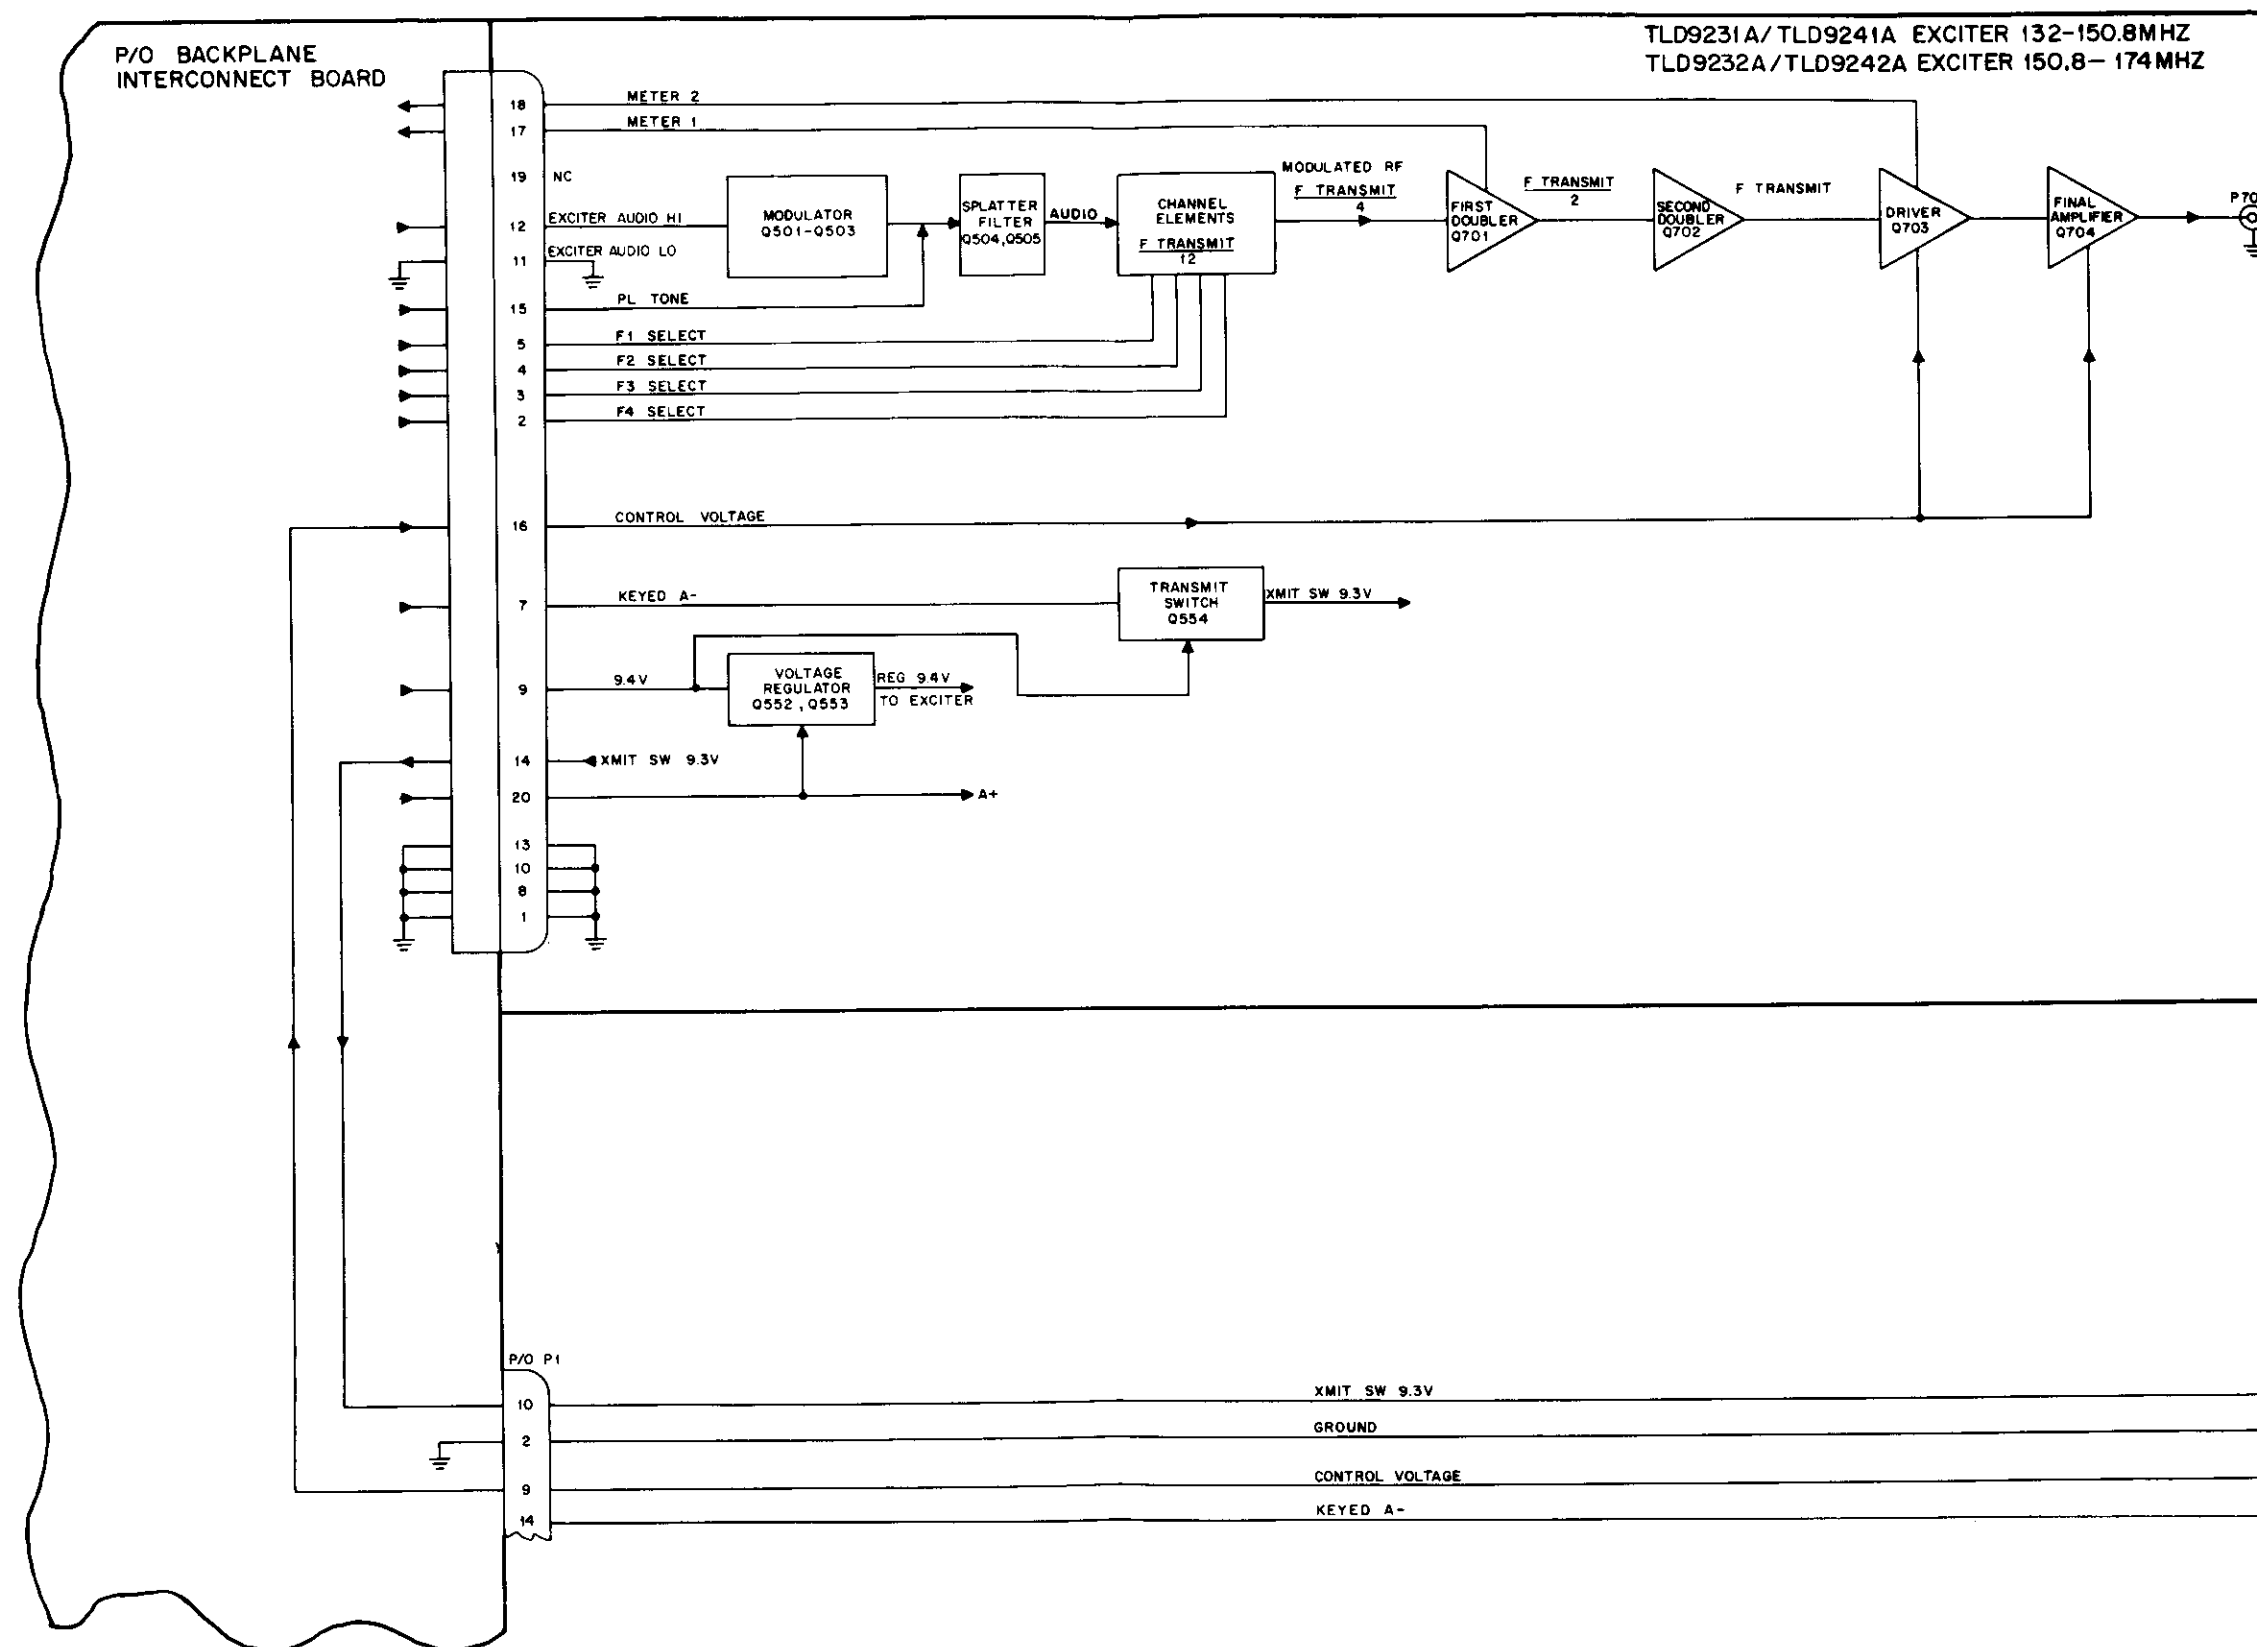 P/O BACKPLANE
INTERCONNECT BOARD
TLD9231A/TLD9241A EXCITER 132-150.8MHZ
TLD9232A/TLD9242A EXCITER 150.8-174MHZ
18 METER 2
17 METER 1
19 NC
12 EXCITER AUDIO HI
11 EXCITER AUDIO LO
15 PL TONE
5 F1 SELECT
4 F2 SELECT
3 F3 SELECT
2 F4 SELECT
MODULATOR
Q501-Q503
SPLATTER
FILTER
Q504,Q505
AUDIO
CHANNEL
ELEMENTS
F TRANSMIT
12
MODULATED RF
F TRANSMIT
4
FIRST
DOUBLER
Q701
F TRANSMIT
2
SECOND
DOUBLER
Q702
F TRANSMIT
DRIVER
Q703
FINAL
AMPLIFIER
Q704
16 CONTROL VOLTAGE
7 KEYED A-
TRANSMIT
SWITCH
Q554
XMIT SW 9.3V
9 9.4V
VOLTAGE
REGULATOR
Q552,Q553
REG 9.4V
TO EXCITER
14 XMIT SW 9.3V
20 A+
13
10
8
1
P/O P1
10 XMIT SW 9.3V
2 GROUND
9 CONTROL VOLTAGE
14 KEYED A-